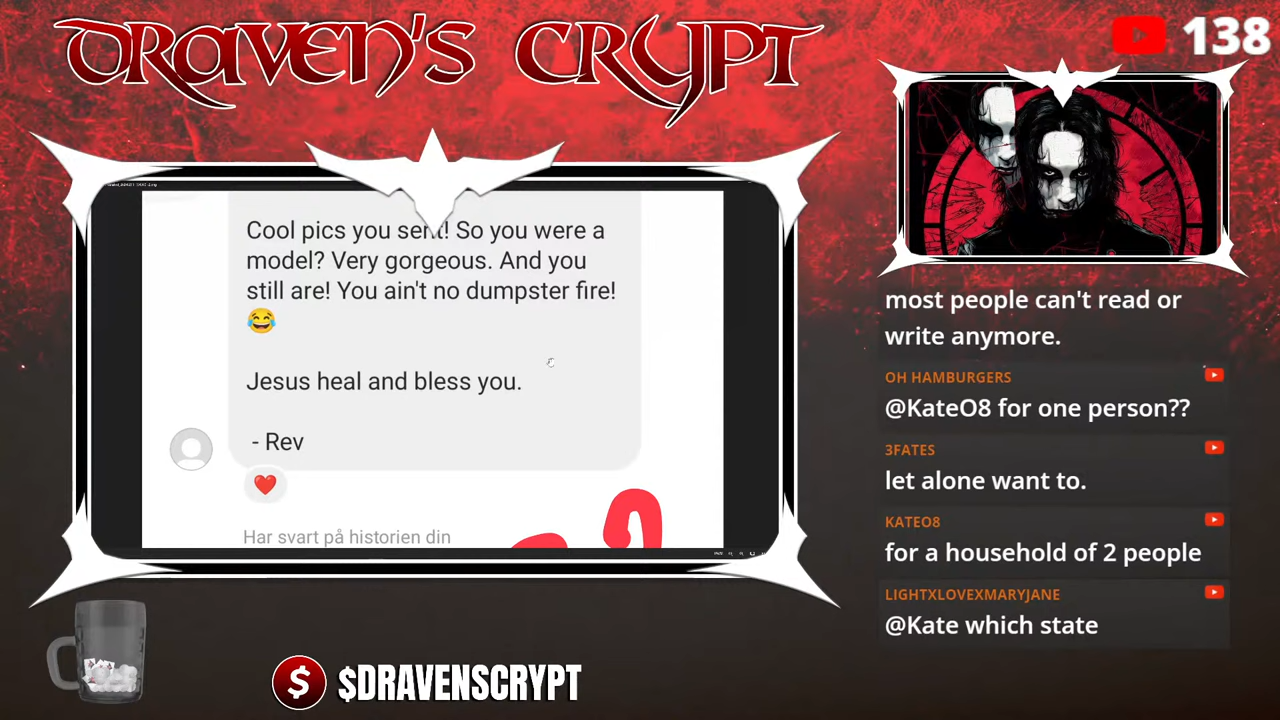 DRAVEN'S CRYPT
138
Cool pics you sent! So you were a
model? Very gorgeous. And you
still are! You ain't no dumpster fire!
😂
Jesus heal and bless you.
- Rev
❤️
Har svart på historien din
most people can't read or
write anymore.
OH HAMBURGERS
@KateO8 for one person??
3FATES
let alone want to.
KATEO8
for a household of 2 people
LIGHTXLOVEXMARYJANE
@Kate which state
$
$DRAVENSCRYPT